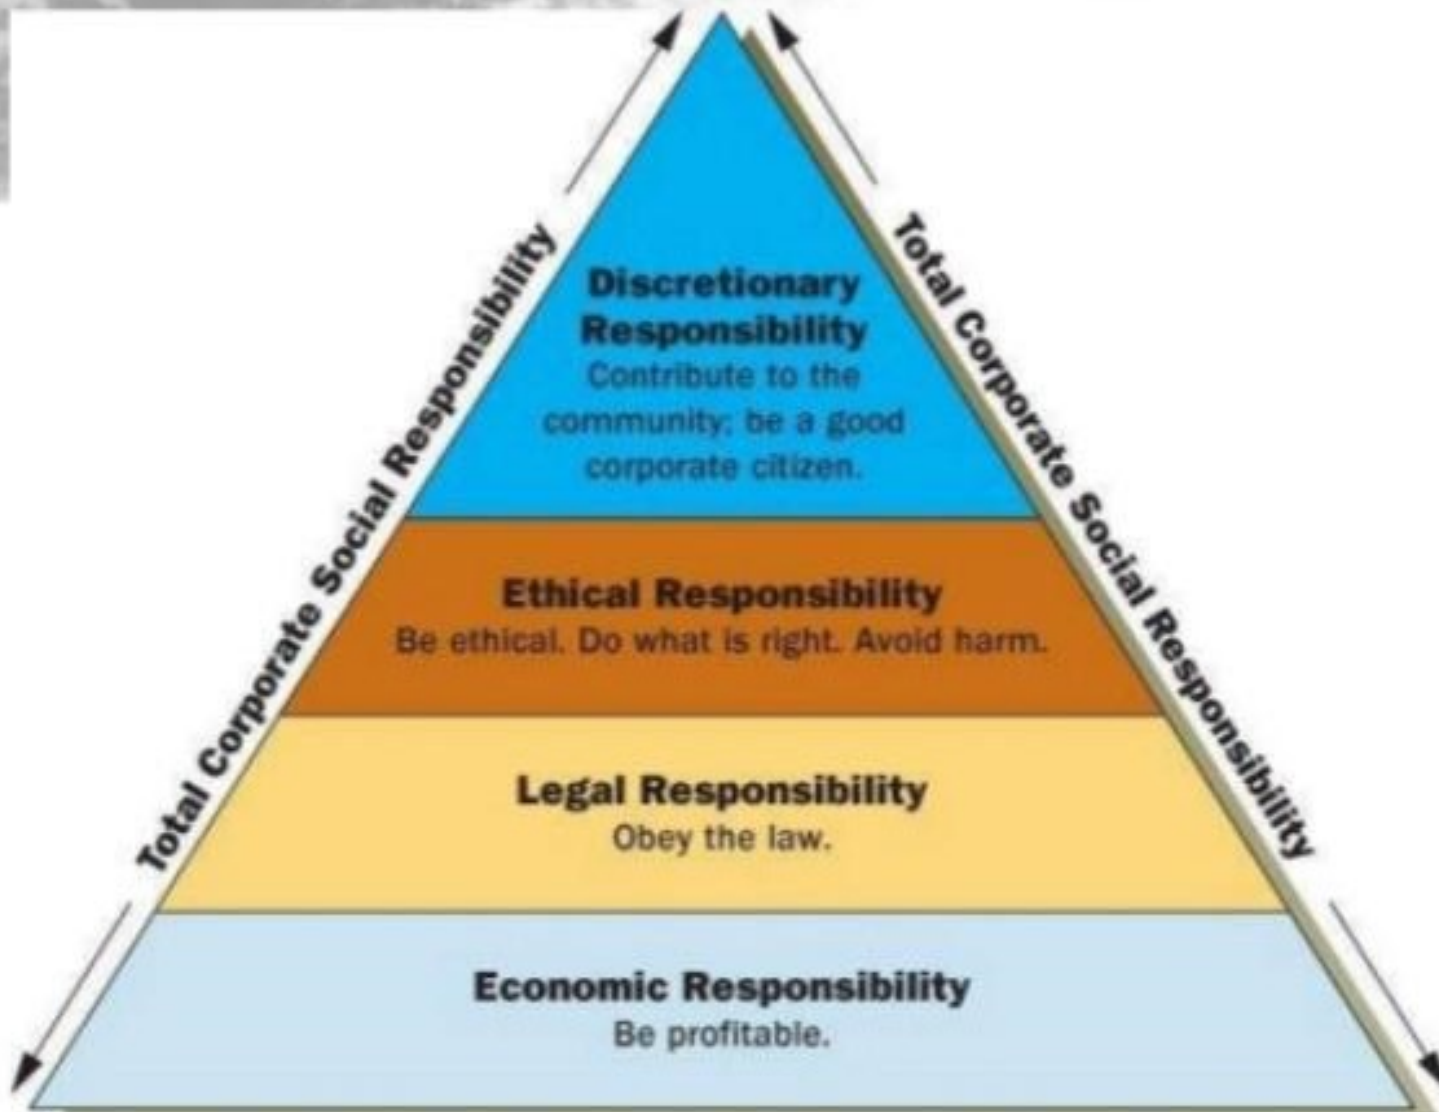 Total Corporate Social Responsibility
Total Corporate Social Responsibility
Discretionary
Responsibility
Contribute to the
community; be a good
corporate citizen.
Ethical Responsibility
Be ethical. Do what is right. Avoid harm.
Legal Responsibility
Obey the law.
Economic Responsibility
Be profitable.